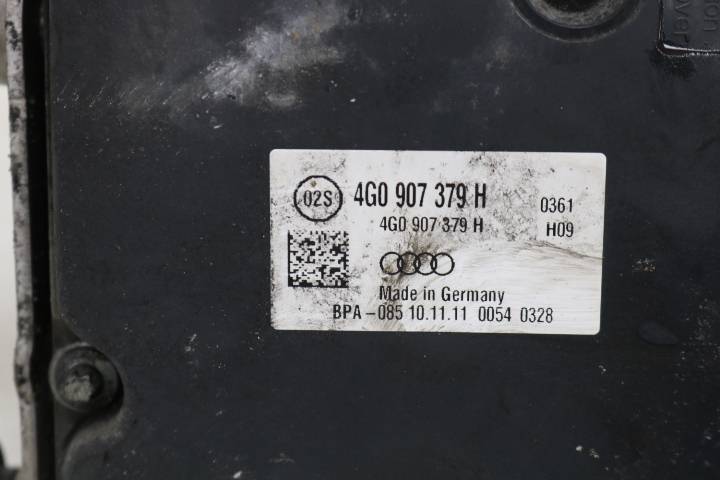 02S 4G0 907 379 H 0361
4G0 907 379 H H09
Made in Germany
BPA-085 10.11.11 0054 0328